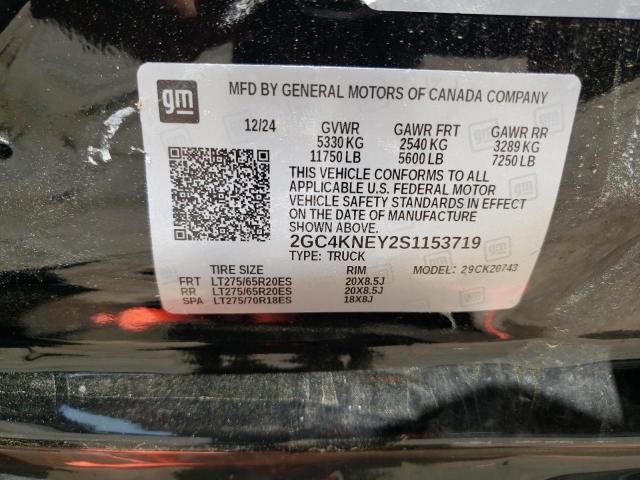 gm
MFD BY GENERAL MOTORS OF CANADA COMPANY
12/24 GVWR GAWR FRT GAWR RR
5330 KG 2540 KG 3289 KG
11750 LB 5600 LB 7250 LB
THIS VEHICLE CONFORMS TO ALL
APPLICABLE U.S. FEDERAL MOTOR
VEHICLE SAFETY STANDARDS IN EFFECT
ON THE DATE OF MANUFACTURE
SHOWN ABOVE.
2GC4KNEY2S1153719
TYPE: TRUCK
TIRE SIZE RIM MODEL: 29CK20743
FRT LT275/65R20ES 20X8.5J
RR LT275/65R20ES 20X8.5J
SPA LT275/70R18ES 18X8J